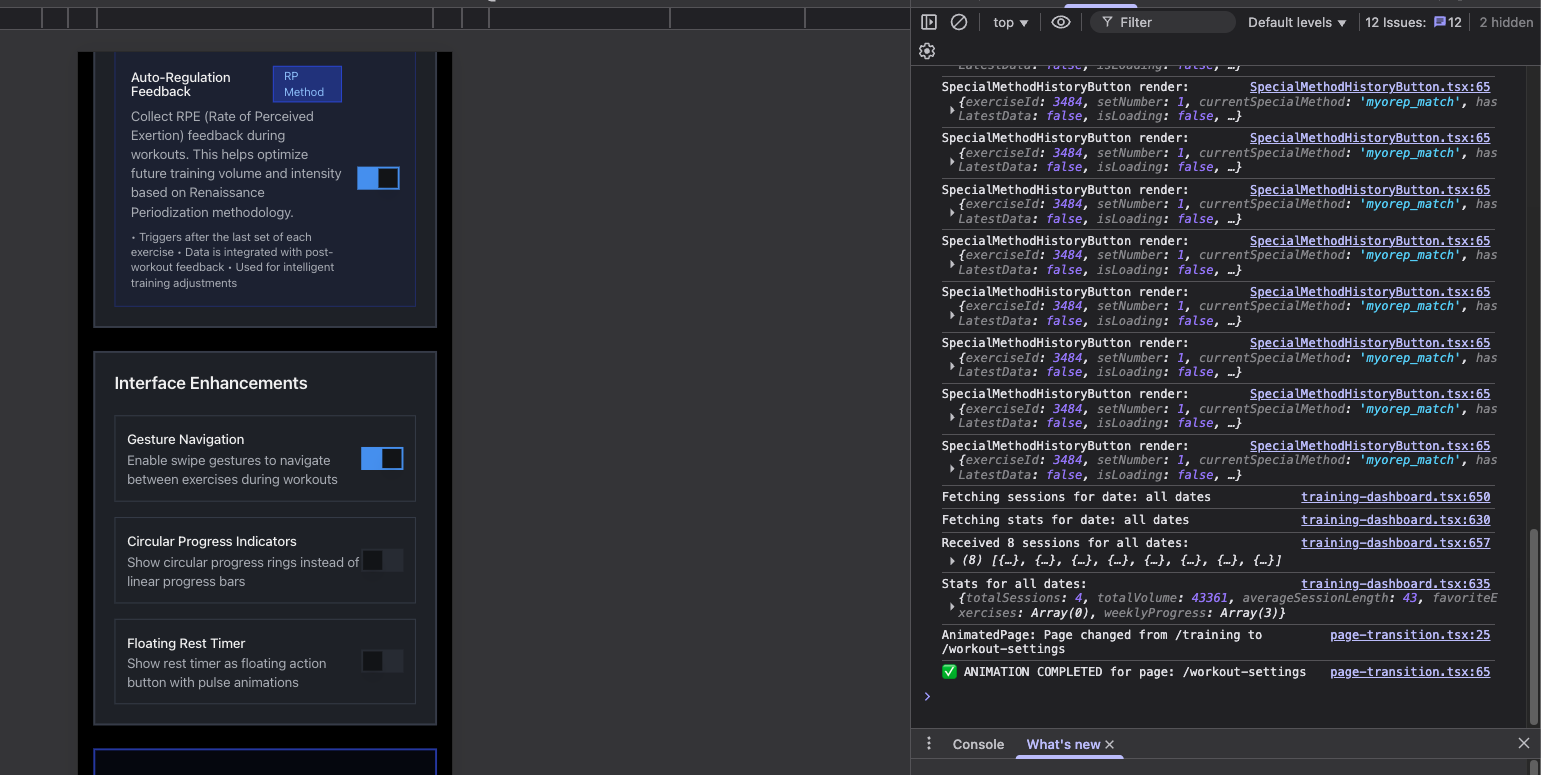 Auto-Regulation
Feedback
RP
Method
Collect RPE (Rate of Perceived
Exertion) feedback during
workouts. This helps optimize
future training volume and intensity
based on Renaissance
Periodization methodology.
• Triggers after the last set of each
exercise • Data is integrated with post-
workout feedback • Used for intelligent
training adjustments
Interface Enhancements
Gesture Navigation
Enable swipe gestures to navigate
between exercises during workouts
Circular Progress Indicators
Show circular progress rings instead of
linear progress bars
Floating Rest Timer
Show rest timer as floating action
button with pulse animations
top ▼ Filter Default levels ▼ 12 Issues: 12 2 hidden
LatestData: false, isLoading: false, …}
SpecialMethodHistoryButton render: SpecialMethodHistoryButton.tsx:65
{exerciseId: 3484, setNumber: 1, currentSpecialMethod: 'myorep_match', has
LatestData: false, isLoading: false, …}
SpecialMethodHistoryButton render: SpecialMethodHistoryButton.tsx:65
{exerciseId: 3484, setNumber: 1, currentSpecialMethod: 'myorep_match', has
LatestData: false, isLoading: false, …}
SpecialMethodHistoryButton render: SpecialMethodHistoryButton.tsx:65
{exerciseId: 3484, setNumber: 1, currentSpecialMethod: 'myorep_match', has
LatestData: false, isLoading: false, …}
SpecialMethodHistoryButton render: SpecialMethodHistoryButton.tsx:65
{exerciseId: 3484, setNumber: 1, currentSpecialMethod: 'myorep_match', has
LatestData: false, isLoading: false, …}
SpecialMethodHistoryButton render: SpecialMethodHistoryButton.tsx:65
{exerciseId: 3484, setNumber: 1, currentSpecialMethod: 'myorep_match', has
LatestData: false, isLoading: false, …}
SpecialMethodHistoryButton render: SpecialMethodHistoryButton.tsx:65
{exerciseId: 3484, setNumber: 1, currentSpecialMethod: 'myorep_match', has
LatestData: false, isLoading: false, …}
SpecialMethodHistoryButton render: SpecialMethodHistoryButton.tsx:65
{exerciseId: 3484, setNumber: 1, currentSpecialMethod: 'myorep_match', has
LatestData: false, isLoading: false, …}
SpecialMethodHistoryButton render: SpecialMethodHistoryButton.tsx:65
{exerciseId: 3484, setNumber: 1, currentSpecialMethod: 'myorep_match', has
LatestData: false, isLoading: false, …}
Fetching sessions for date: all dates training-dashboard.tsx:650
Fetching stats for date: all dates training-dashboard.tsx:630
Received 8 sessions for all dates: training-dashboard.tsx:657
(8) [{…}, {…}, {…}, {…}, {…}, {…}, {…}, {…}]
Stats for all dates: training-dashboard.tsx:635
{totalSessions: 4, totalVolume: 43361, averageSessionLength: 43, favoriteE
xercises: Array(0), weeklyProgress: Array(3)}
AnimatedPage: Page changed from /training to page-transition.tsx:25
/workout-settings
✅ ANIMATION COMPLETED for page: /workout-settings page-transition.tsx:65
Console What's new